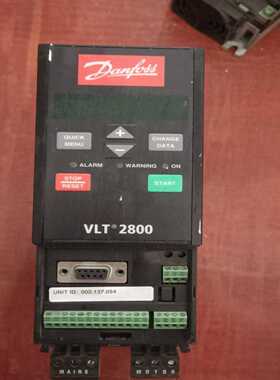 Danfoss
QUICK MENU
+
−
CHANGE DATA
ALARM
WARNING
ON
STOP RESET
START
VLT® 2800
UNIT ID: 002.137.054
MAINS
MOTOR